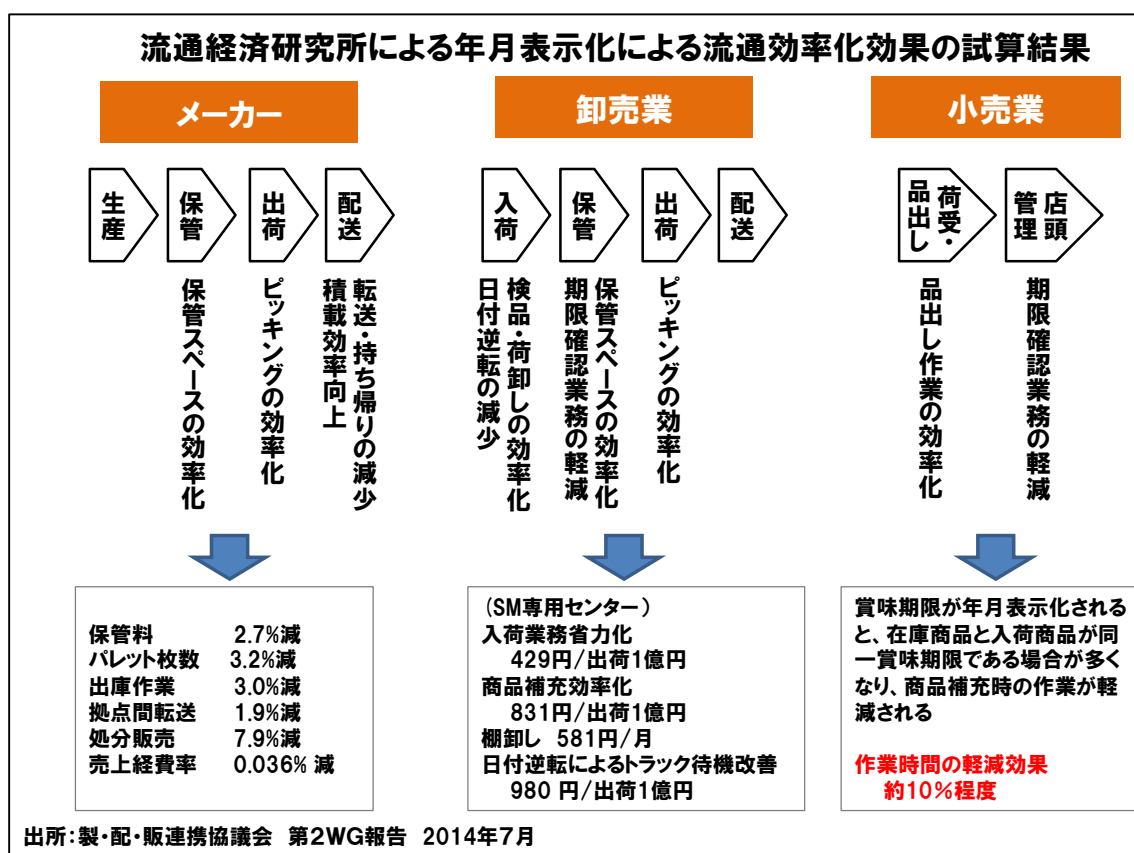 流通経済研究所による年月表示化による流通効率化効果の試算結果
メーカー
生産
保管
出荷
配送
保管スペースの効率化
ピッキングの効率化
転送・持ち帰りの減少
積載効率向上
保管料 2.7%減
パレット枚数 3.2%減
出庫作業 3.0%減
拠点間転送 1.9%減
処分販売 7.9%減
売上経費率 0.036% 減
卸売業
入荷
保管
出荷
配送
検品・荷卸しの効率化
日付逆転の減少
保管スペースの効率化
期限確認業務の軽減
ピッキングの効率化
(SM専用センター)
入荷業務省力化
429円/出荷1億円
商品補充効率化
831円/出荷1億円
棚卸し 581円/月
日付逆転によるトラック待機改善
980 円/出荷1億円
小売業
荷受・
品出し
店頭
管理
品出し作業の効率化
期限確認業務の軽減
賞味期限が年月表示化される
と、在庫商品と入荷商品が同
一賞味期限である場合が多く
なり、商品補充時の作業が軽
減される
作業時間の軽減効果
約10%程度
出所:製・配・販連携協議会 第2WG報告 2014年7月